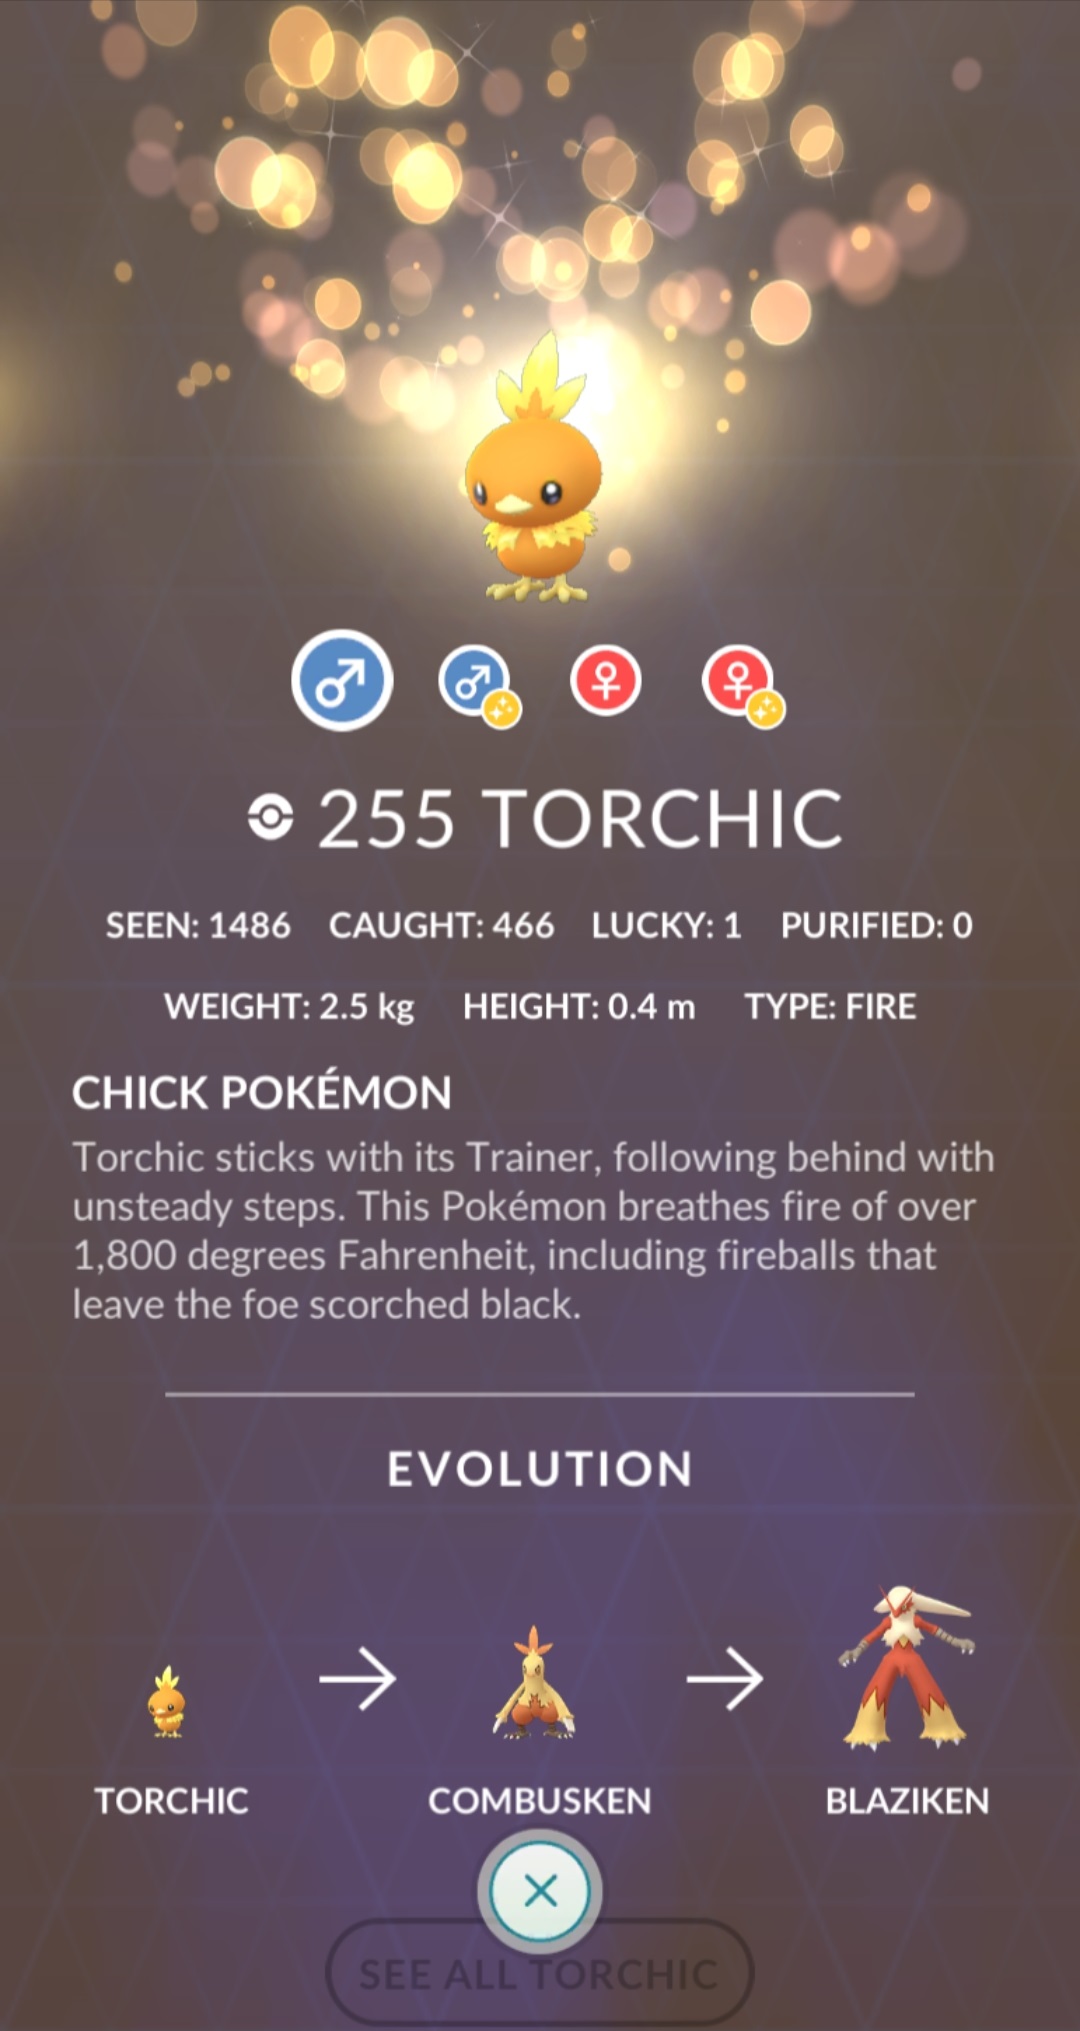 255 TORCHIC
SEEN: 1486 CAUGHT: 466 LUCKY: 1 PURIFIED: 0
WEIGHT: 2.5 kg HEIGHT: 0.4 m TYPE: FIRE
CHICK POKÉMON
Torchic sticks with its Trainer, following behind with
unsteady steps. This Pokémon breathes fire of over
1,800 degrees Fahrenheit, including fireballs that
leave the foe scorched black.
EVOLUTION
TORCHIC COMBUSKEN BLAZIKEN
SEE ALL TORCHIC